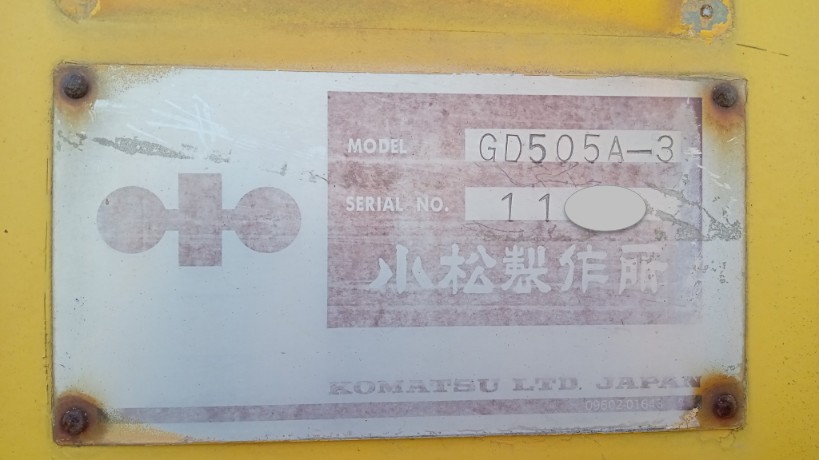 MODEL GD505A-3
SERIAL NO. 11
小松製作所
KOMATSU LTD. JAPAN